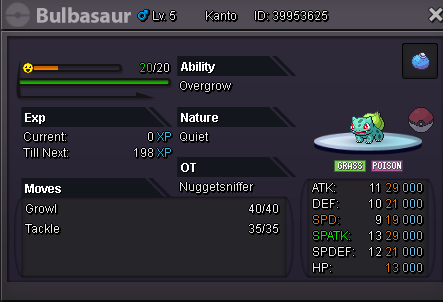 Bulbasaur ♂ Lv. 5 Kanto ID: 39953625
20/20
Ability
Overgrow
Exp
Current: 0 XP
Till Next: 198 XP
Nature
Quiet
OT
Nuggetsniffer
GRASS POISON
Moves
Growl 40/40
Tackle 35/35
ATK: 11 29 000
DEF: 10 21 000
SPD: 9 19 000
SPATK: 13 29 000
SPDEF: 12 21 000
HP: 13 000